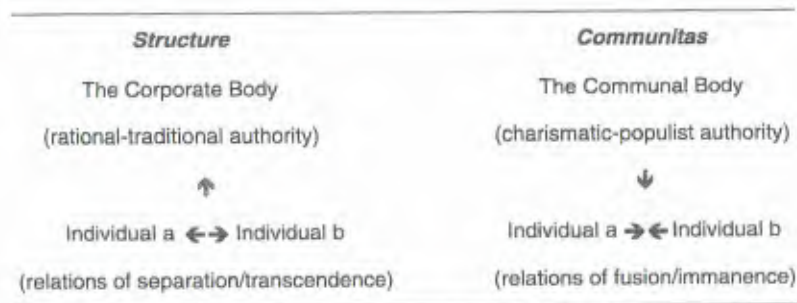 Structure
The Corporate Body
(rational-traditional authority)
↑
Individual a ←→ Individual b
(relations of separation/transcendence)
Communitas
The Communal Body
(charismatic-populist authority)
↓
Individual a →← Individual b
(relations of fusion/immanence)